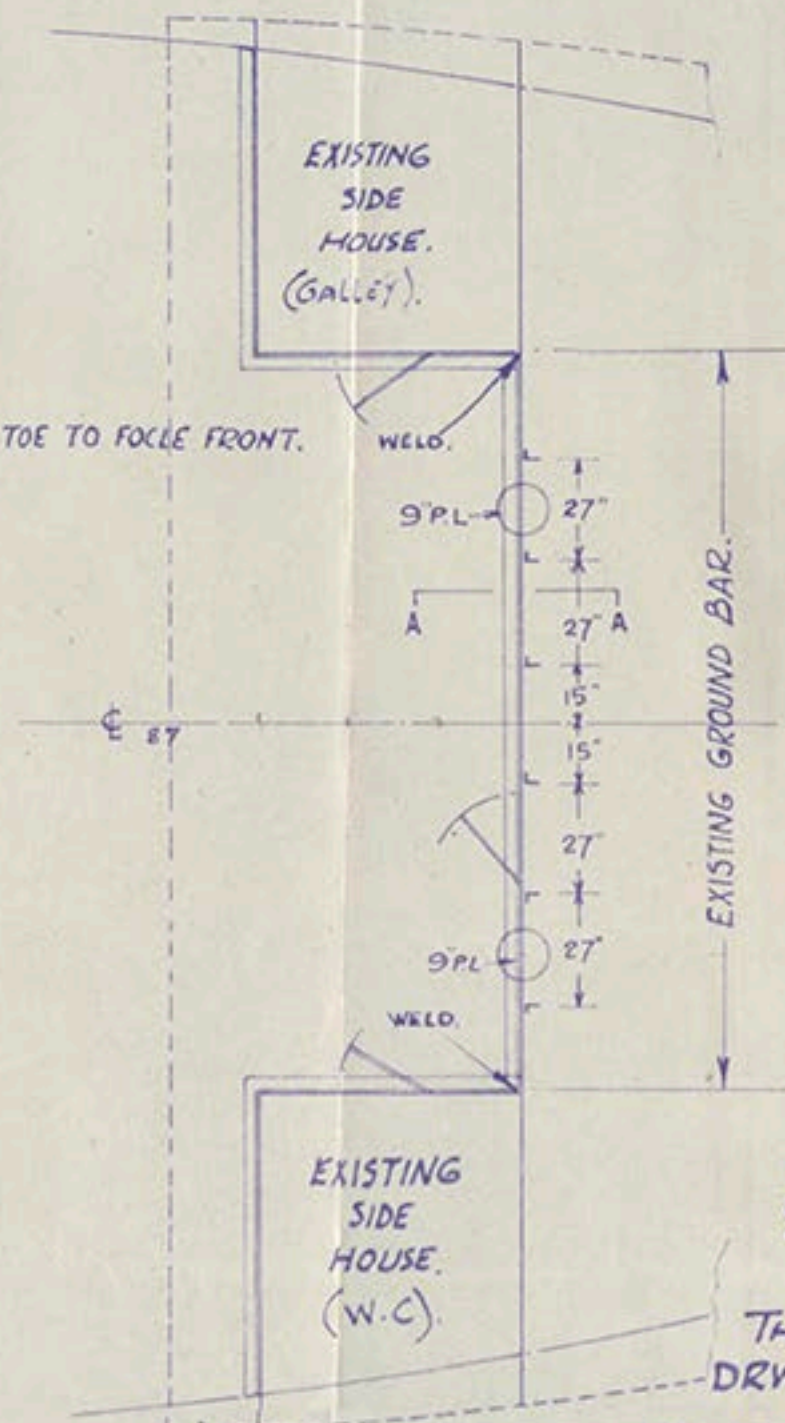 EXISTING
SIDE
HOUSE.
(GALLEY).
TOE TO FOCLE FRONT.
WELD.
9" P.L
27"
A
A
27"
15"
℄ 87
15"
EXISTING GROUND BAR.
27"
9" P.L
27"
WELD.
EXISTING
SIDE
HOUSE.
(W.C).
DRW